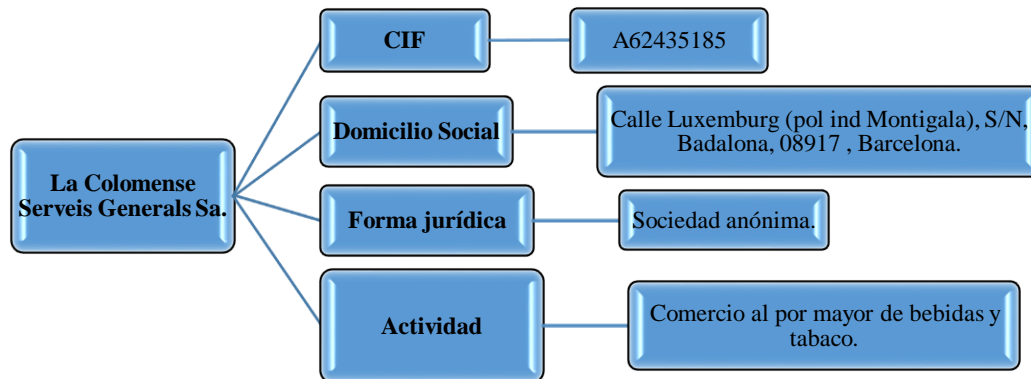 La Colomense
Serveis Generals Sa.
CIF
A62435185
Domicilio Social
Calle Luxemburg (pol ind Montigala), S/N,
Badalona, 08917 , Barcelona.
Forma jurídica
Sociedad anónima.
Actividad
Comercio al por mayor de bebidas y
tabaco.